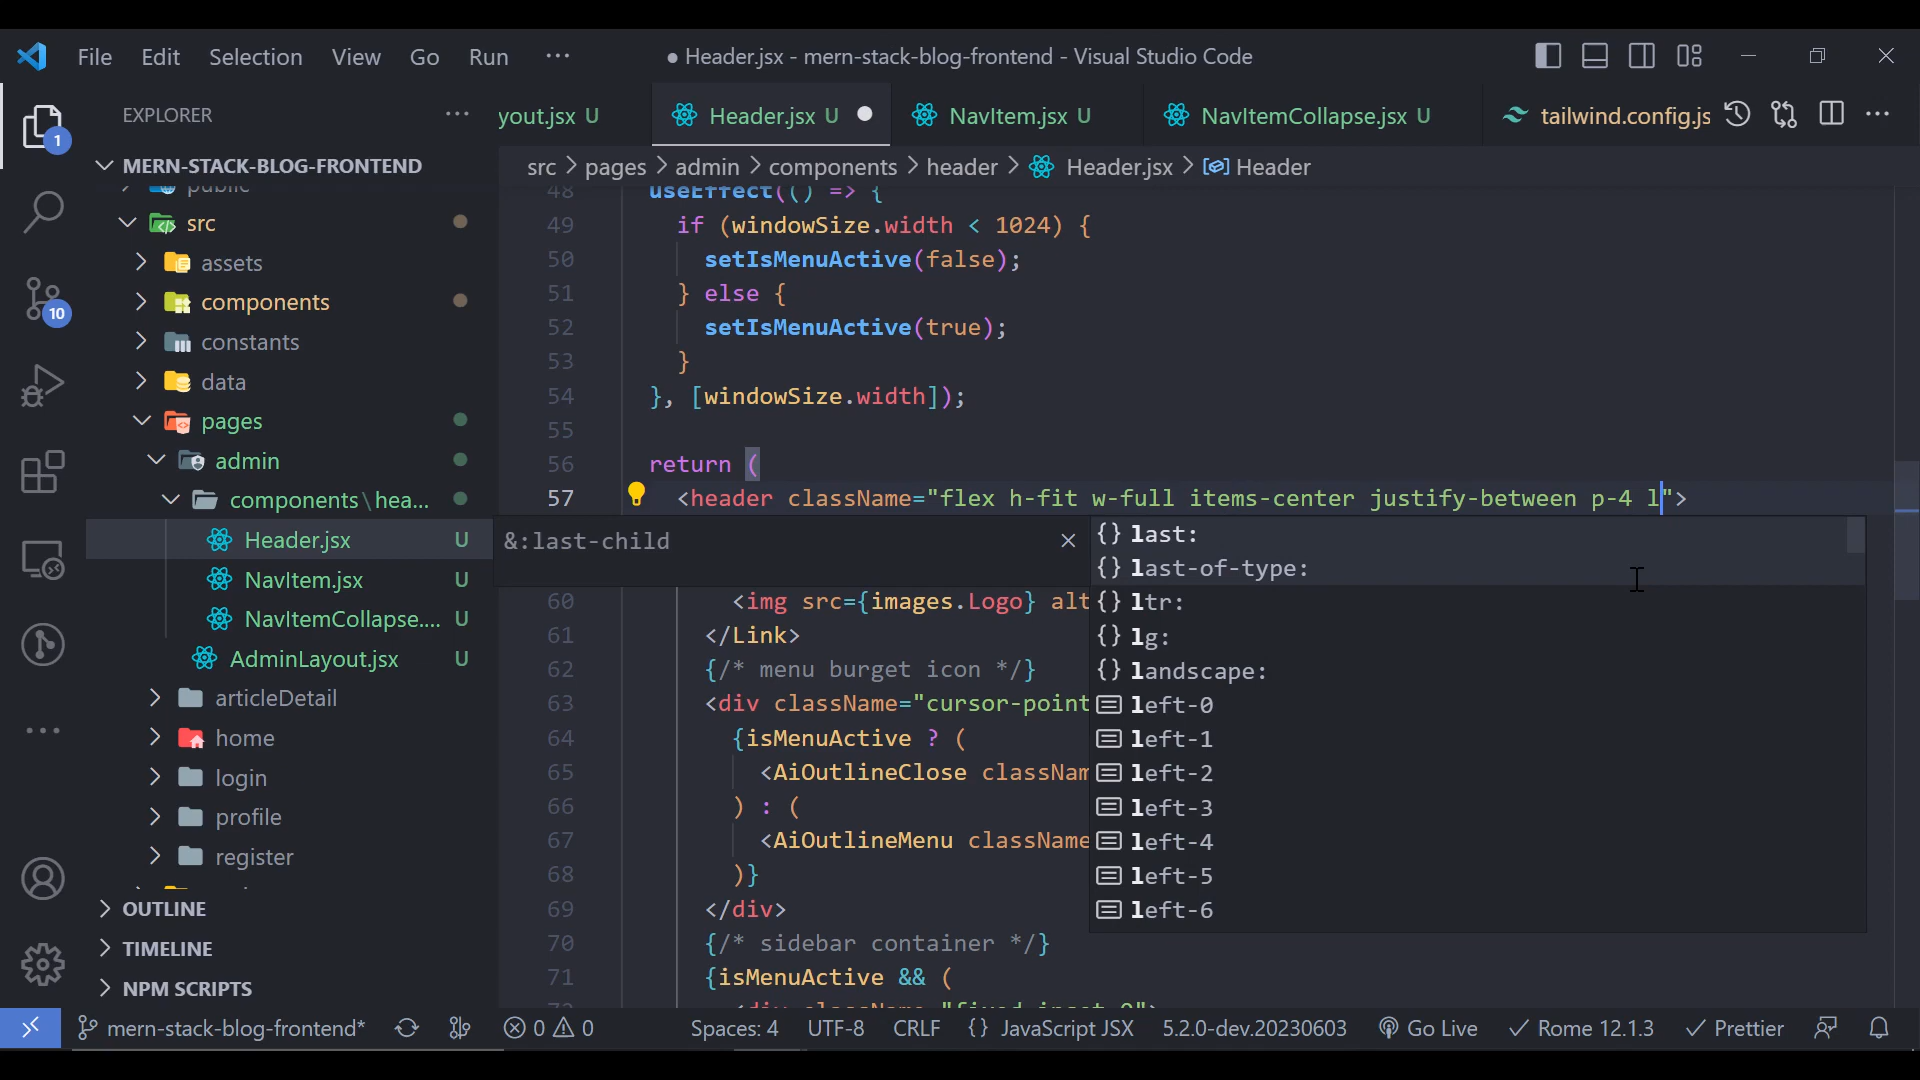 File Edit Selection View Go Run ···
● Header.jsx - mern-stack-blog-frontend - Visual Studio Code
EXPLORER ···
yout.jsx U
Header.jsx U
NavItem.jsx U
NavItemCollapse.jsx U
tailwind.config.js
src > pages > admin > components > header > Header.jsx > Header
1
10
MERN-STACK-BLOG-FRONTEND
public
src
assets
components
constants
data
pages
admin
components\hea...
Header.jsx U
NavItem.jsx U
NavItemCollapse.... U
AdminLayout.jsx U
articleDetail
home
login
profile
register
OUTLINE
TIMELINE
NPM SCRIPTS
48 useEffect(() => {
49 if (windowSize.width < 1024) {
50 setIsMenuActive(false);
51 } else {
52 setIsMenuActive(true);
53 }
54 }, [windowSize.width]);
55
56 return (
57 <header className="flex h-fit w-full items-center justify-between p-4 l">
&:last-child
60 <img src={images.Logo} alt
61 </Link>
62 {/* menu burget icon */}
63 <div className="cursor-point
64 {isMenuActive ? (
65 <AiOutlineClose classNam
66 ) : (
67 <AiOutlineMenu className
68 )}
69 </div>
70 {/* sidebar container */}
71 {isMenuActive && (
{} last:
{} last-of-type:
{} ltr:
{} lg:
{} landscape:
left-0
left-1
left-2
left-3
left-4
left-5
left-6
mern-stack-blog-frontend* 0 0 Spaces: 4 UTF-8 CRLF {} JavaScript JSX 5.2.0-dev.20230603 Go Live Rome 12.1.3 Prettier